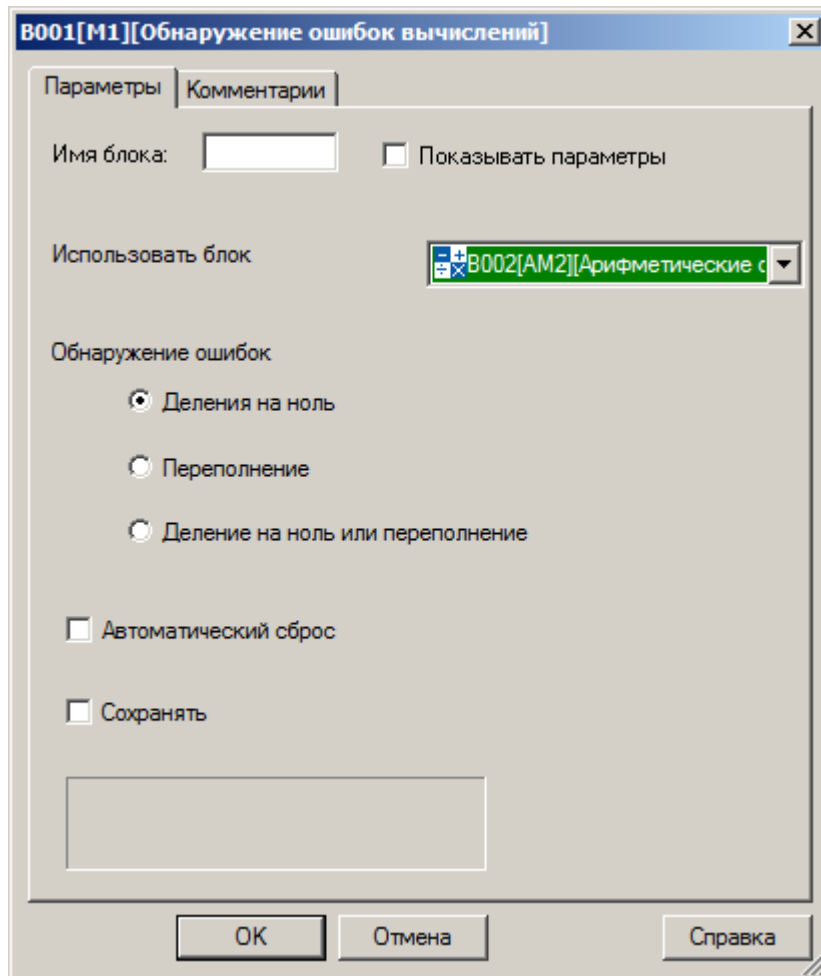 B001[M1][Обнаружение ошибок вычислений]
Параметры Комментарии
Имя блока: Показывать параметры
Использовать блок B002[AM2][Арифметические
Обнаружение ошибок
Деления на ноль
Переполнение
Деление на ноль или переполнение
Автоматический сброс
Сохранять
OK Отмена Справка